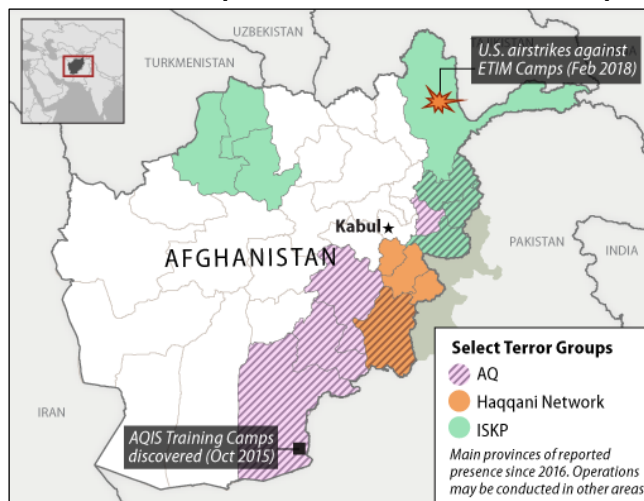 UZBEKISTAN
TURKMENISTAN
U.S. airstrikes against
ETIM Camps (Feb 2018)
Kabul
AFGHANISTAN
PAKISTAN
INDIA
IRAN
AQIS Training Camps
discovered (Oct 2015)
Select Terror Groups
AQ
Haqqani Network
ISKP
Main provinces of reported
presence since 2016. Operations
may be conducted in other areas